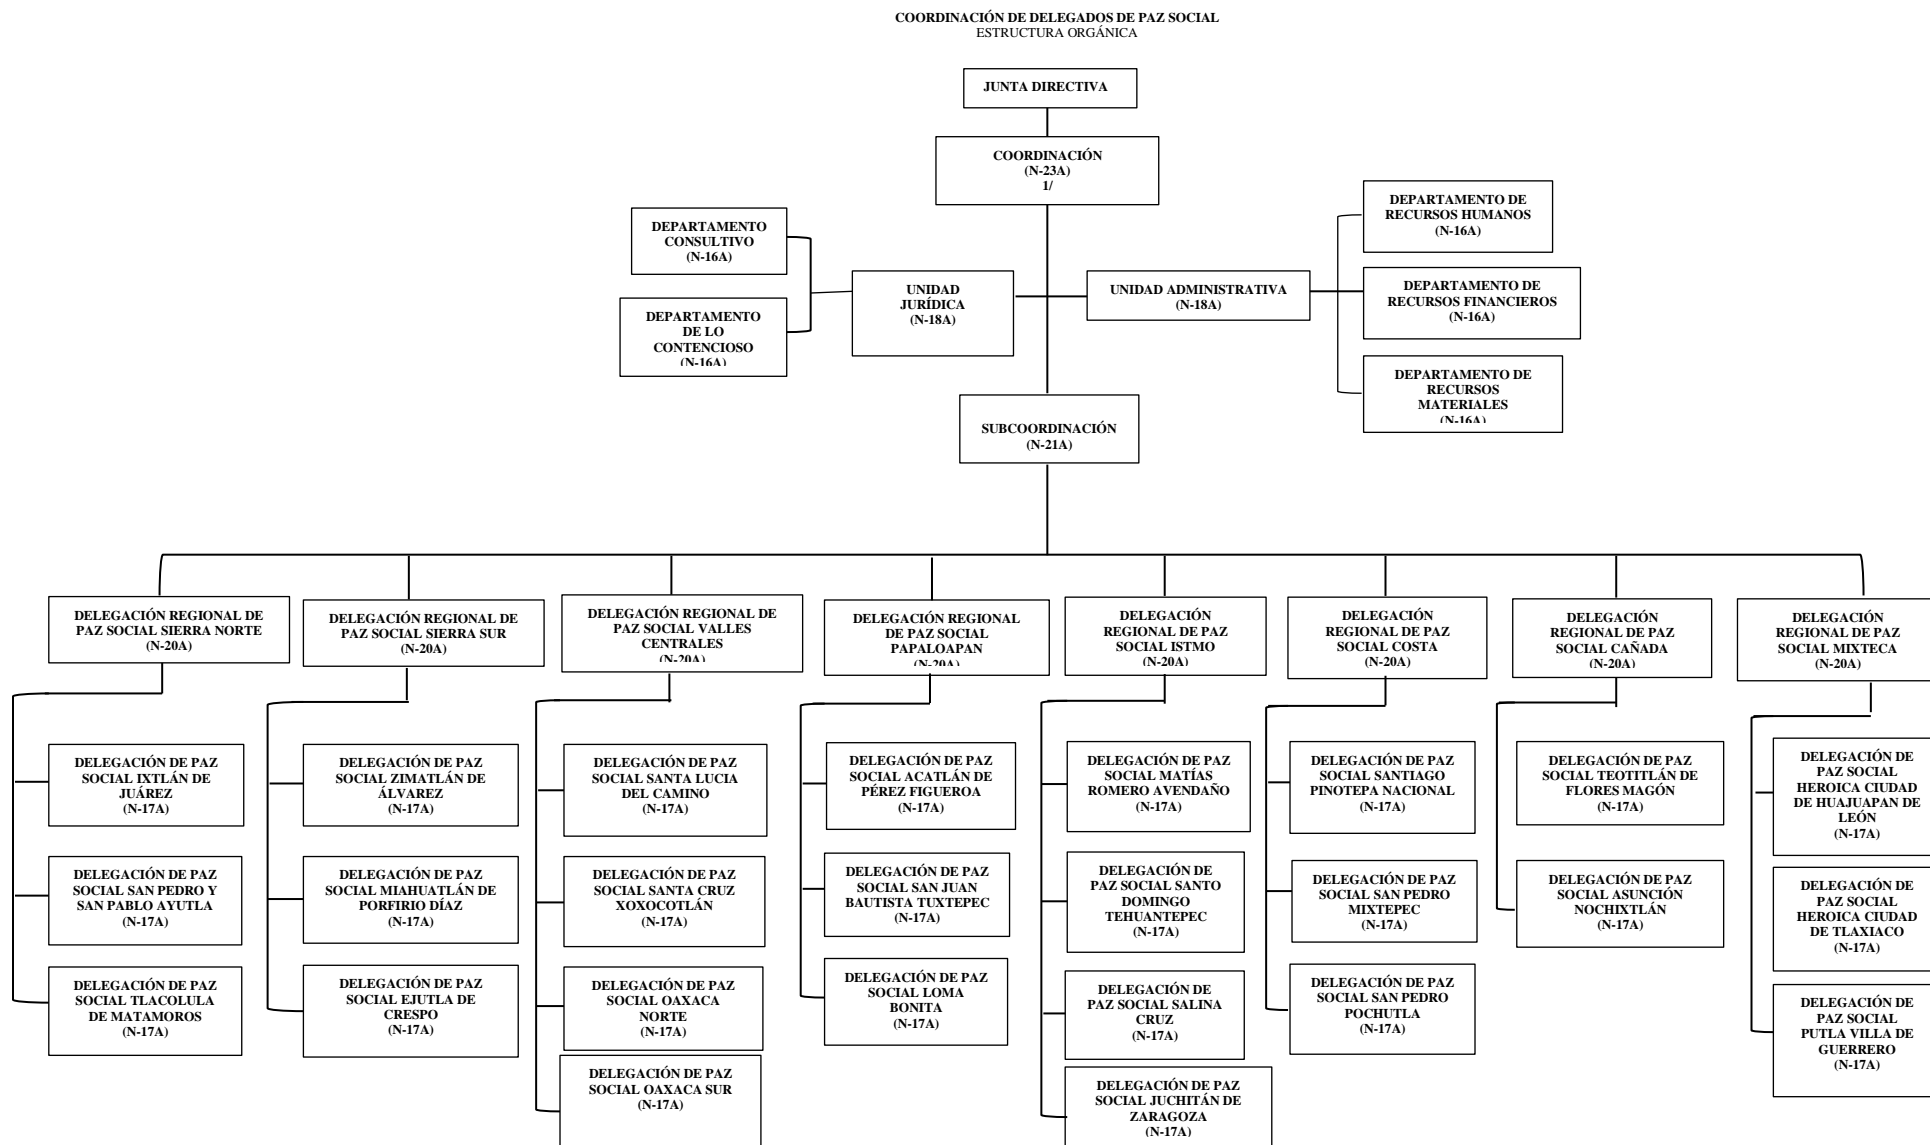 COORDINACIÓN DE DELEGADOS DE PAZ SOCIAL
ESTRUCTURA ORGÁNICA
JUNTA DIRECTIVA
COORDINACIÓN
(N-23A)
1/
DEPARTAMENTO
CONSULTIVO
(N-16A)
DEPARTAMENTO
DE LO
CONTENCIOSO
(N-16A)
UNIDAD
JURÍDICA
(N-18A)
UNIDAD ADMINISTRATIVA
(N-18A)
DEPARTAMENTO DE
RECURSOS HUMANOS
(N-16A)
DEPARTAMENTO DE
RECURSOS FINANCIEROS
(N-16A)
DEPARTAMENTO DE
RECURSOS
MATERIALES
(N-16A)
SUBCOORDINACIÓN
(N-21A)
DELEGACIÓN REGIONAL DE
PAZ SOCIAL SIERRA NORTE
(N-20A)
DELEGACIÓN DE PAZ
SOCIAL IXTLÁN DE
JUÁREZ
(N-17A)
DELEGACIÓN DE PAZ
SOCIAL SAN PEDRO Y
SAN PABLO AYUTLA
(N-17A)
DELEGACIÓN DE PAZ
SOCIAL TLACOLULA
DE MATAMOROS
(N-17A)
DELEGACIÓN REGIONAL DE
PAZ SOCIAL SIERRA SUR
(N-20A)
DELEGACIÓN DE PAZ
SOCIAL ZIMATLÁN DE
ÁLVAREZ
(N-17A)
DELEGACIÓN DE PAZ
SOCIAL MIAHUATLÁN DE
PORFIRIO DÍAZ
(N-17A)
DELEGACIÓN DE PAZ
SOCIAL EJUTLA DE
CRESPO
(N-17A)
DELEGACIÓN REGIONAL DE
PAZ SOCIAL VALLES
CENTRALES
(N-20A)
DELEGACIÓN DE PAZ
SOCIAL SANTA LUCIA
DEL CAMINO
(N-17A)
DELEGACIÓN DE PAZ
SOCIAL SANTA CRUZ
XOXOCOTLÁN
(N-17A)
DELEGACIÓN DE PAZ
SOCIAL OAXACA
NORTE
(N-17A)
DELEGACIÓN DE PAZ
SOCIAL OAXACA SUR
(N-17A)
DELEGACIÓN REGIONAL
DE PAZ SOCIAL
PAPALOAPAN
(N-20A)
DELEGACIÓN DE PAZ
SOCIAL ACATLÁN DE
PÉREZ FIGUEROA
(N-17A)
DELEGACIÓN DE PAZ
SOCIAL SAN JUAN
BAUTISTA TUXTEPEC
(N-17A)
DELEGACIÓN DE PAZ
SOCIAL LOMA
BONITA
(N-17A)
DELEGACIÓN
REGIONAL DE PAZ
SOCIAL ISTMO
(N-20A)
DELEGACIÓN DE PAZ
SOCIAL MATÍAS
ROMERO AVENDAÑO
(N-17A)
DELEGACIÓN DE
PAZ SOCIAL SANTO
DOMINGO
TEHUANTEPEC
(N-17A)
DELEGACIÓN DE
PAZ SOCIAL SALINA
CRUZ
(N-17A)
DELEGACIÓN DE PAZ
SOCIAL JUCHITÁN DE
ZARAGOZA
(N-17A)
DELEGACIÓN
REGIONAL DE PAZ
SOCIAL COSTA
(N-20A)
DELEGACIÓN DE PAZ
SOCIAL SANTIAGO
PINOTEPA NACIONAL
(N-17A)
DELEGACIÓN DE PAZ
SOCIAL SAN PEDRO
MIXTEPEC
(N-17A)
DELEGACIÓN DE PAZ
SOCIAL SAN PEDRO
POCHUTLA
(N-17A)
DELEGACIÓN
REGIONAL DE PAZ
SOCIAL CAÑADA
(N-20A)
DELEGACIÓN DE PAZ
SOCIAL TEOTITLÁN DE
FLORES MAGÓN
(N-17A)
DELEGACIÓN DE PAZ
SOCIAL ASUNCIÓN
NOCHIXTLÁN
(N-17A)
DELEGACIÓN
REGIONAL DE PAZ
SOCIAL MIXTECA
(N-20A)
DELEGACIÓN DE
PAZ SOCIAL
HEROICA CIUDAD
DE HUAJUAPAN DE
LEÓN
(N-17A)
DELEGACIÓN DE
PAZ SOCIAL
HEROICA CIUDAD
DE TLAXIACO
(N-17A)
DELEGACIÓN DE
PAZ SOCIAL
PUTLA VILLA DE
GUERRERO
(N-17A)